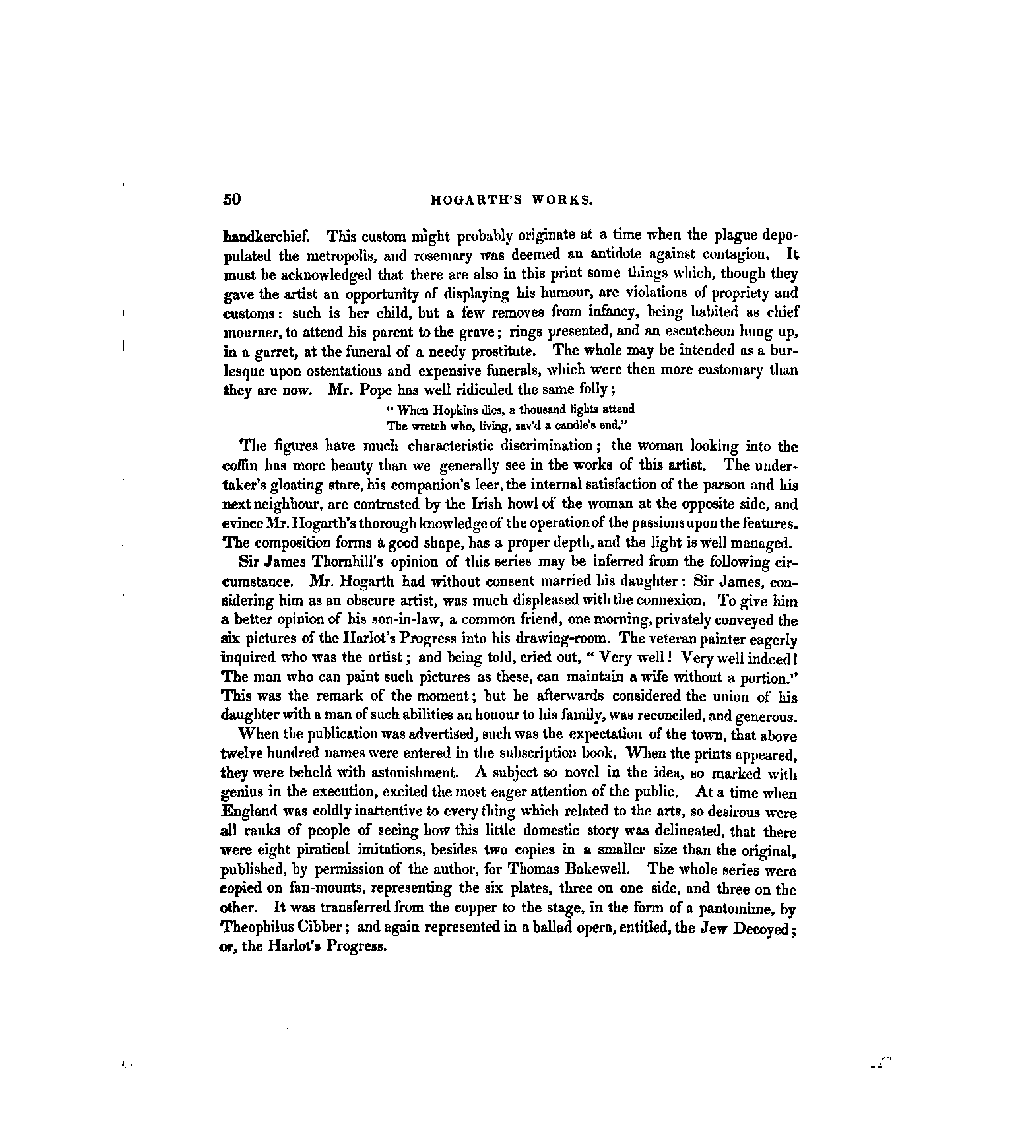 50 HOGARTH'S WORKS.
handkerchief. This custom might probably originate at a time when the plague depo-
pulated the metropolis, and rosemary was deemed an antidote against contagion. It
must be acknowledged that there are also in this print some things which, though they
gave the artist an opportunity of displaying his humour, are violations of propriety and
customs: such is her child, but a few removes from infancy, being habited as chief
mourner, to attend his parent to the grave; rings presented, and an escutcheon hung up,
in a garret, at the funeral of a needy prostitute. The whole may be intended as a bur-
lesque upon ostentatious and expensive funerals, which were then more customary than
they are now. Mr. Pope has well ridiculed the same folly;
"When Hopkins dies, a thousand lights attend
The wretch who, living, sav'd a candle's end."
The figures have much characteristic discrimination; the woman looking into the
coffin has more beauty than we generally see in the works of this artist. The under-
taker's gloating stare, his companion's leer, the internal satisfaction of the parson and his
next neighbour, are contrasted by the Irish howl of the woman at the opposite side, and
evince Mr. Hogarth's thorough knowledge of the operation of the passions upon the features.
The composition forms a good shape, has a proper depth, and the light is well managed.
Sir James Thornhill's opinion of this series may be inferred from the following cir-
cumstance. Mr. Hogarth had without consent married his daughter: Sir James, con-
sidering him as an obscure artist, was much displeased with the connexion. To give him
a better opinion of his son-in-law, a common friend, one morning, privately conveyed the
six pictures of the Harlot's Progress into his drawing-room. The veteran painter eagerly
inquired who was the artist; and being told, cried out, "Very well! Very well indeed!
The man who can paint such pictures as these, can maintain a wife without a portion."
This was the remark of the moment; but he afterwards considered the union of his
daughter with a man of such abilities an honour to his family, was reconciled, and generous.
When the publication was advertised, such was the expectation of the town, that above
twelve hundred names were entered in the subscription book. When the prints appeared,
they were beheld with astonishment. A subject so novel in the idea, so marked with
genius in the execution, excited the most eager attention of the public. At a time when
England was coldly inattentive to every thing which related to the arts, so desirous were
all ranks of people of seeing how this little domestic story was delineated, that there
were eight piratical imitations, besides two copies in a smaller size than the original,
published, by permission of the author, for Thomas Bakewell. The whole series were
copied on fan-mounts, representing the six plates, three on one side, and three on the
other. It was transferred from the copper to the stage, in the form of a pantomime, by
Theophilus Cibber; and again represented in a ballad opera, entitled, the Jew Decoyed;
or, the Harlot's Progress.